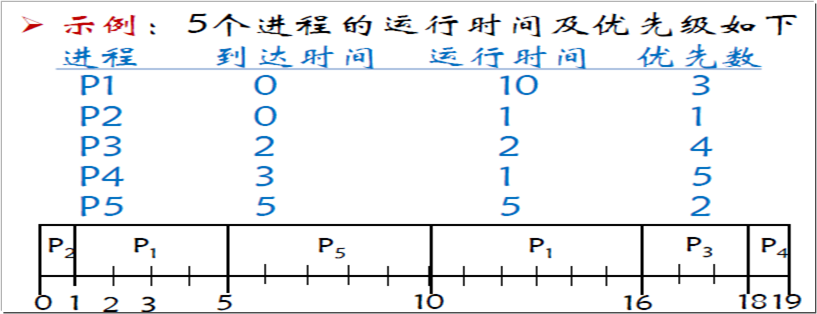 ➢ 示例：5个进程的运行时间及优先级如下
进程 到达时间 运行时间 优先数
P1 0 10 3
P2 0 1 1
P3 2 2 4
P4 3 1 5
P5 5 5 2
P2 P1 P5 P1 P3 P4
0 1 2 3 5 10 16 18 19